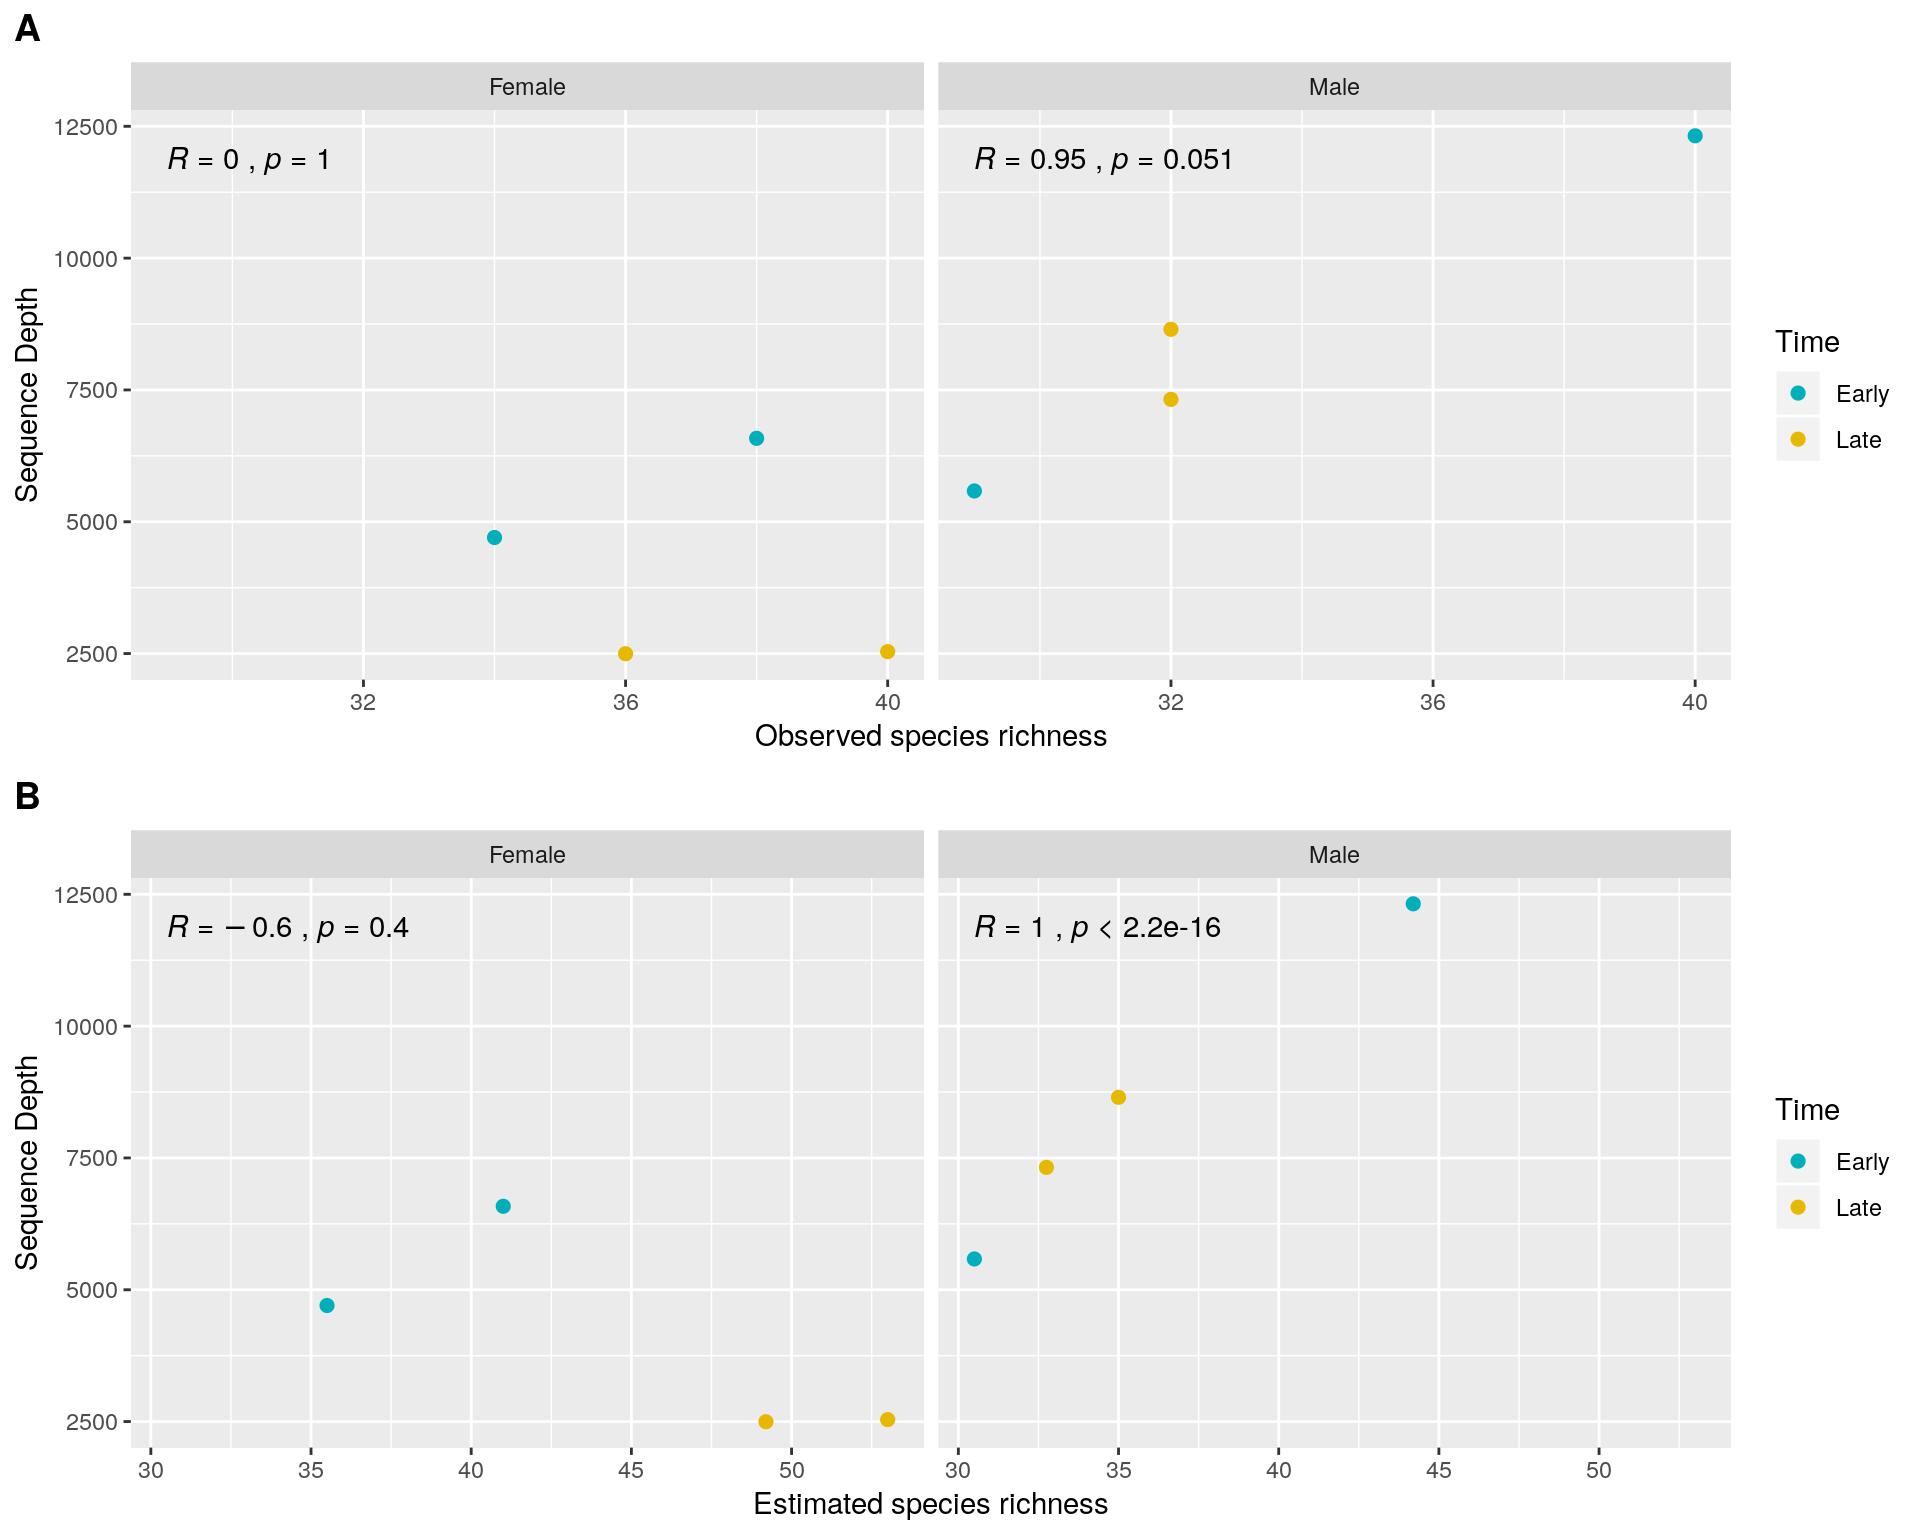 A
Female
Male
12500
10000
7500
5000
2500
R = 0 , p = 1
R = 0.95 , p = 0.051
Sequence Depth
32
36
40
32
36
40
Observed species richness
Time
Early
Late
B
Female
Male
12500
10000
7500
5000
2500
R = − 0.6 , p = 0.4
R = 1 , p < 2.2e-16
Sequence Depth
30
35
40
45
50
30
35
40
45
50
Estimated species richness
Time
Early
Late